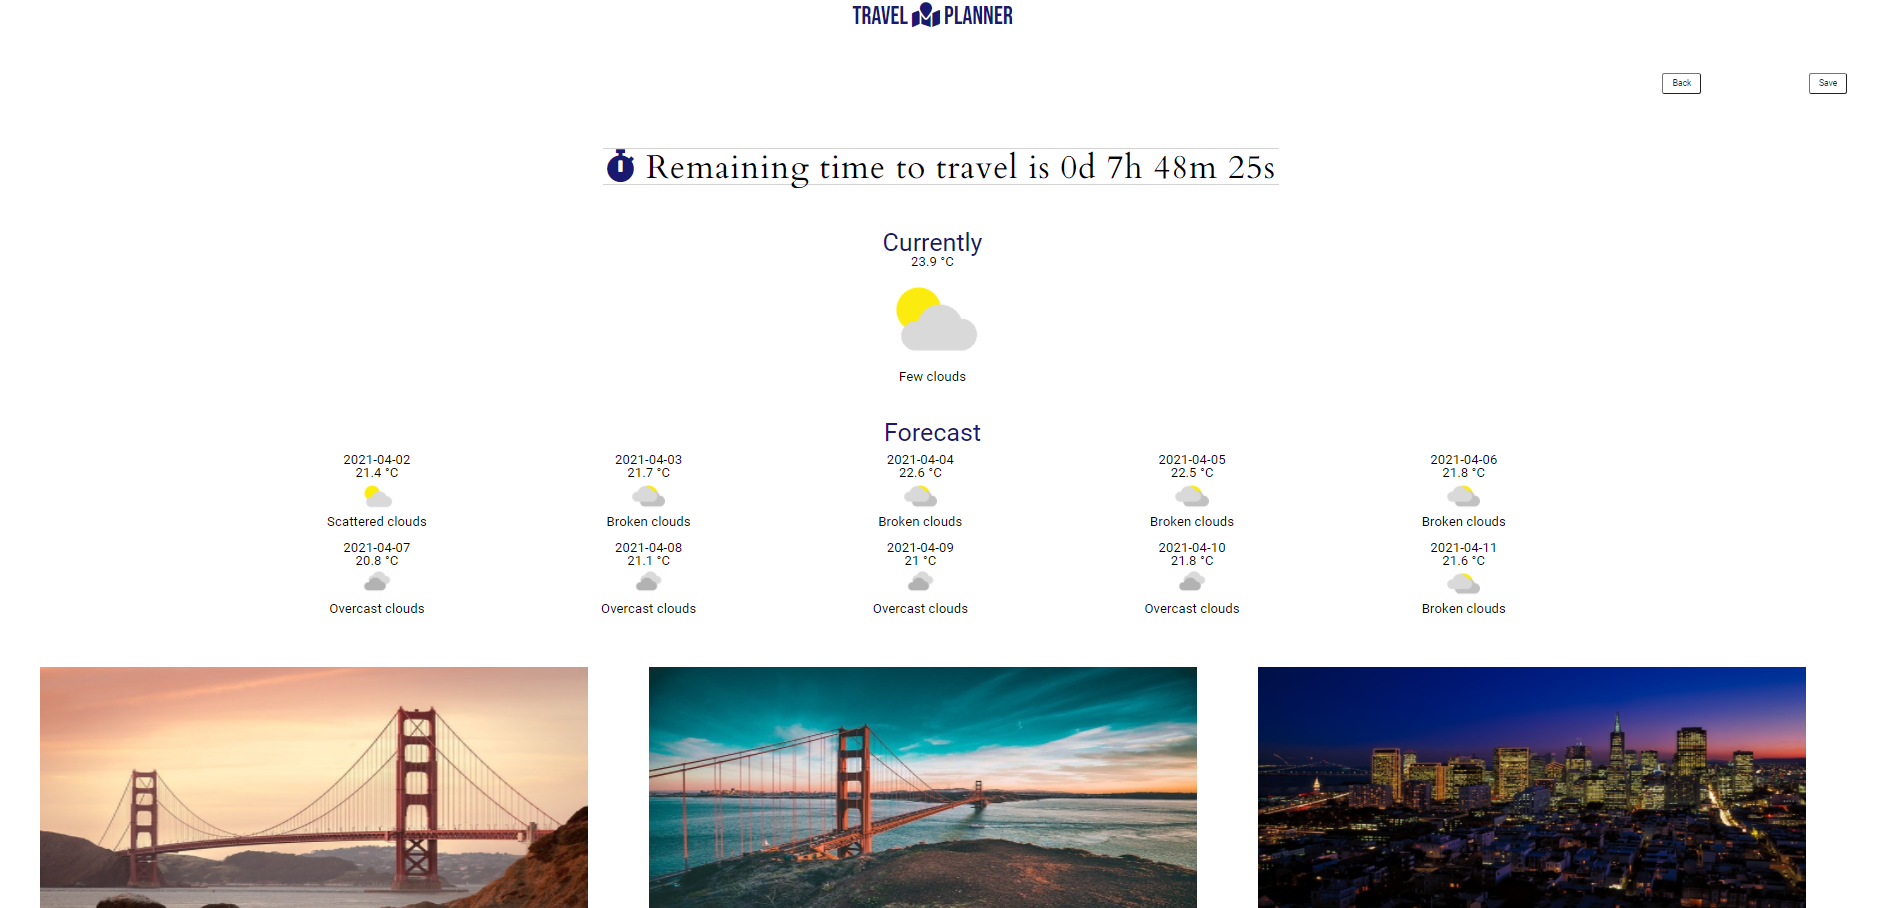 TRAVEL PLANNER
Back
Save
Remaining time to travel is 0d 7h 48m 25s
Currently
23.9 °C
Few clouds
Forecast
2021-04-02
21.4 °C
Scattered clouds
2021-04-03
21.7 °C
Broken clouds
2021-04-04
22.6 °C
Broken clouds
2021-04-05
22.5 °C
Broken clouds
2021-04-06
21.8 °C
Broken clouds
2021-04-07
20.8 °C
Overcast clouds
2021-04-08
21.1 °C
Overcast clouds
2021-04-09
21 °C
Overcast clouds
2021-04-10
21.8 °C
Overcast clouds
2021-04-11
21.6 °C
Broken clouds